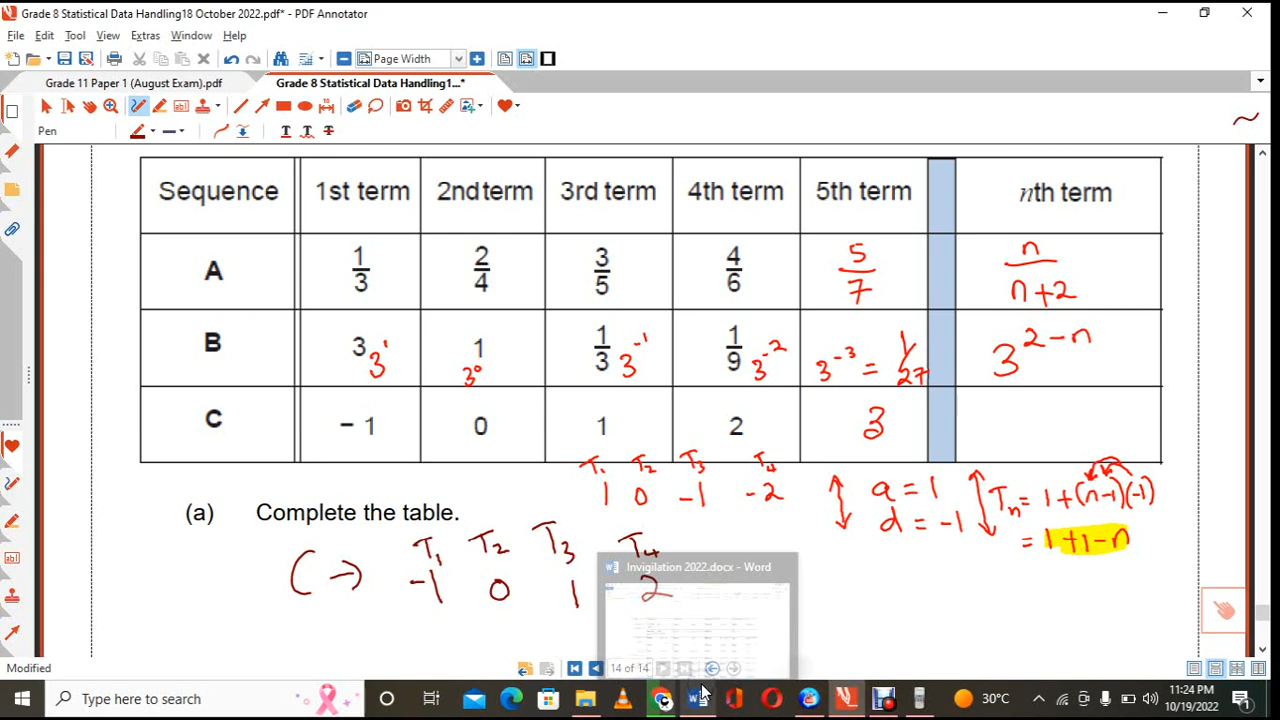 Grade 8 Statistical Data Handling18 October 2022.pdf* - PDF Annotator
File Edit Tool View Extras Window Help
Page Width
Grade 11 Paper 1 (August Exam).pdf
Grade 8 Statistical Data Handling1...*
Pen
Sequence 1st term 2nd term 3rd term 4th term 5th term nth term
A 1/3 2/4 3/5 4/6 5/7 n/(n+2)
B 3 3^1 1 3^0 1/3 3^-1 1/9 3^-2 3^-3 = 1/27 3^(2-n)
C - 1 0 1 2 3
T1 T2 T3 T4
1 0 -1 -2
a = 1
d = -1
Tn = 1+(n-1)(-1)
= 1+1-n
(a) Complete the table.
T1 T2 T3 T4
C → -1 0 1 2
Invigilation 2022.docx - Word
14 of 14
Modified
Type here to search
30°C
11:24 PM
10/19/2022